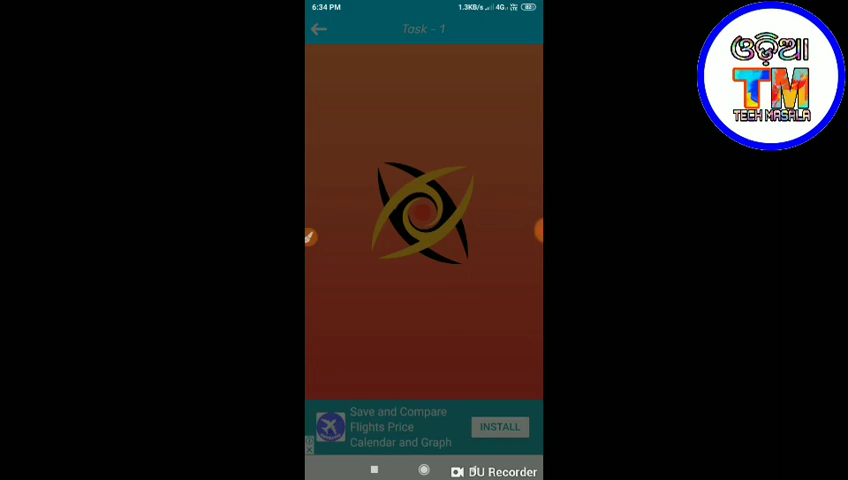 6:34 PM
1.3KB/s 4G
Task - 1
ଓଡ଼ିଆ
TM
TECH MASALA
Save and Compare
Flights Price
Calendar and Graph
INSTALL
DU Recorder